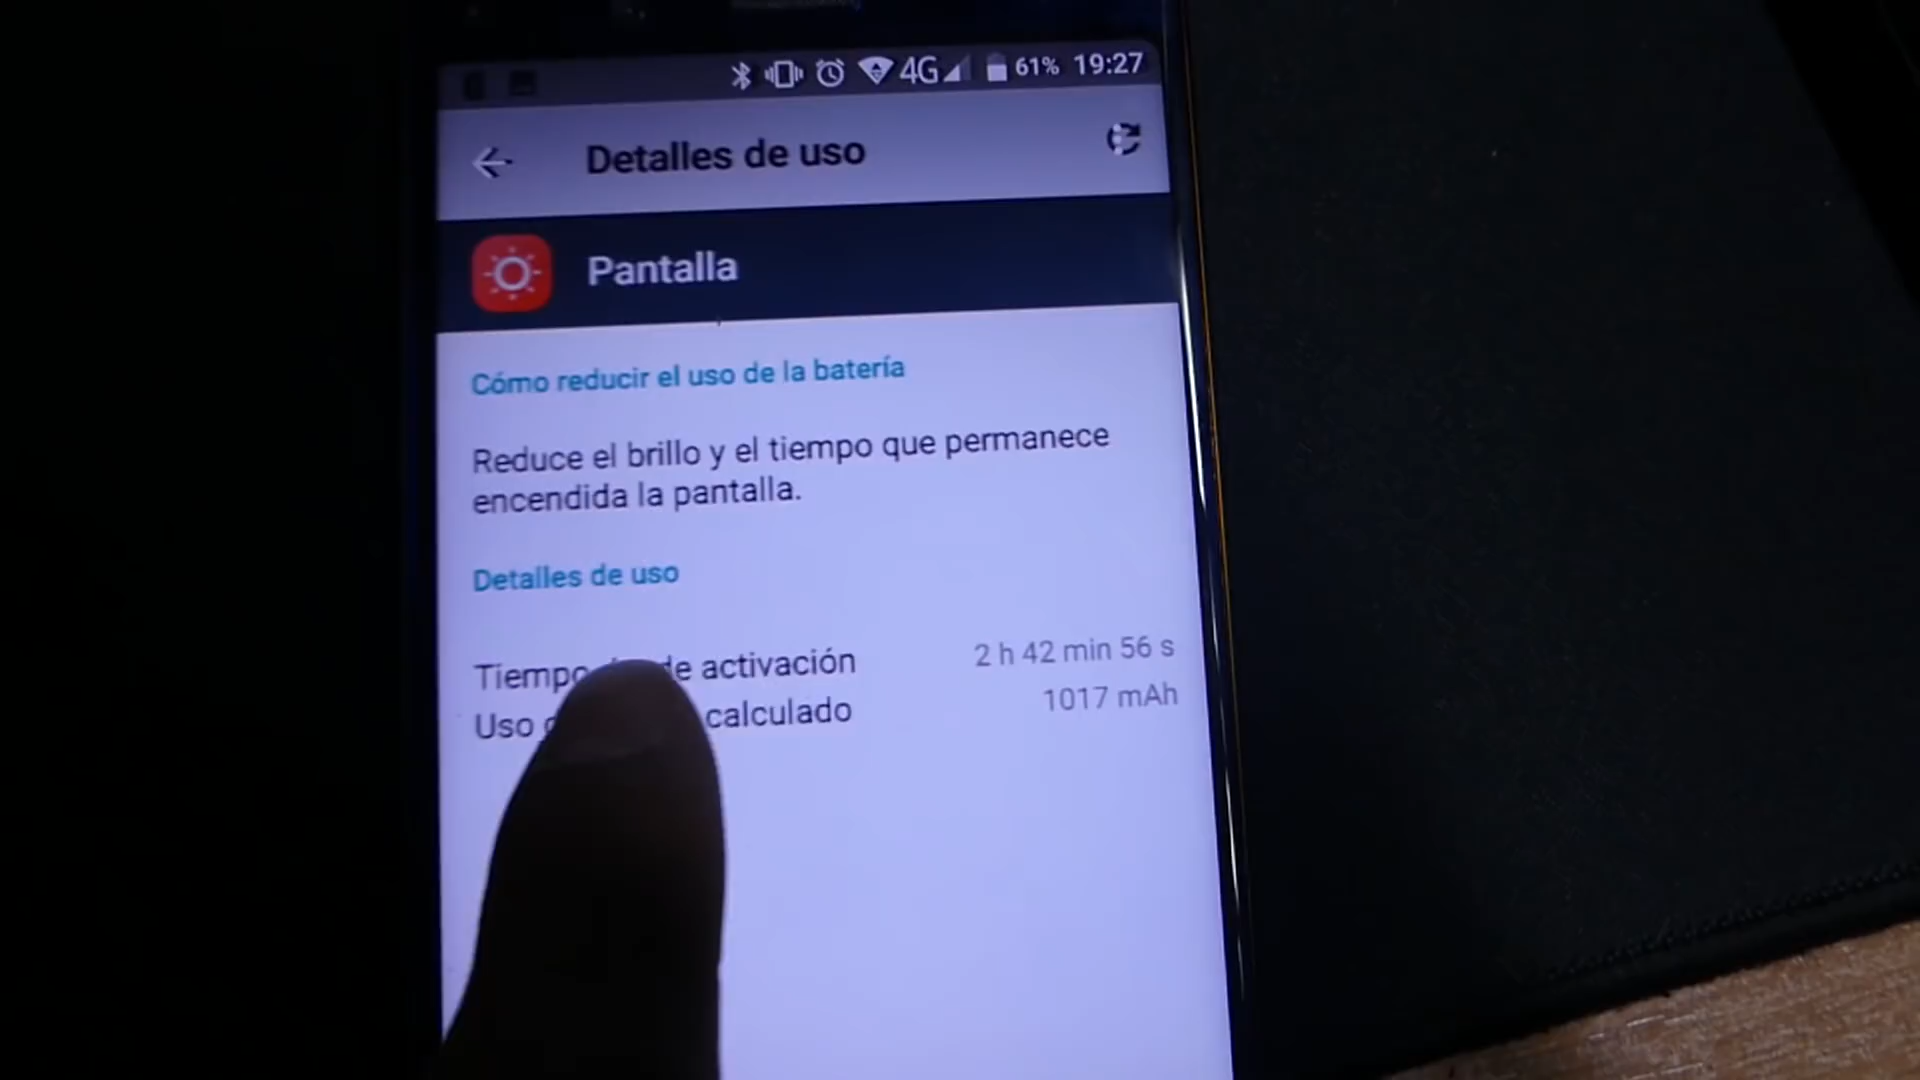 4G 61% 19:27
Detalles de uso
Pantalla
Cómo reducir el uso de la batería
Reduce el brillo y el tiempo que permanece
encendida la pantalla.
Detalles de uso
Tiempo de activación 2 h 42 min 56 s
Uso calculado 1017 mAh